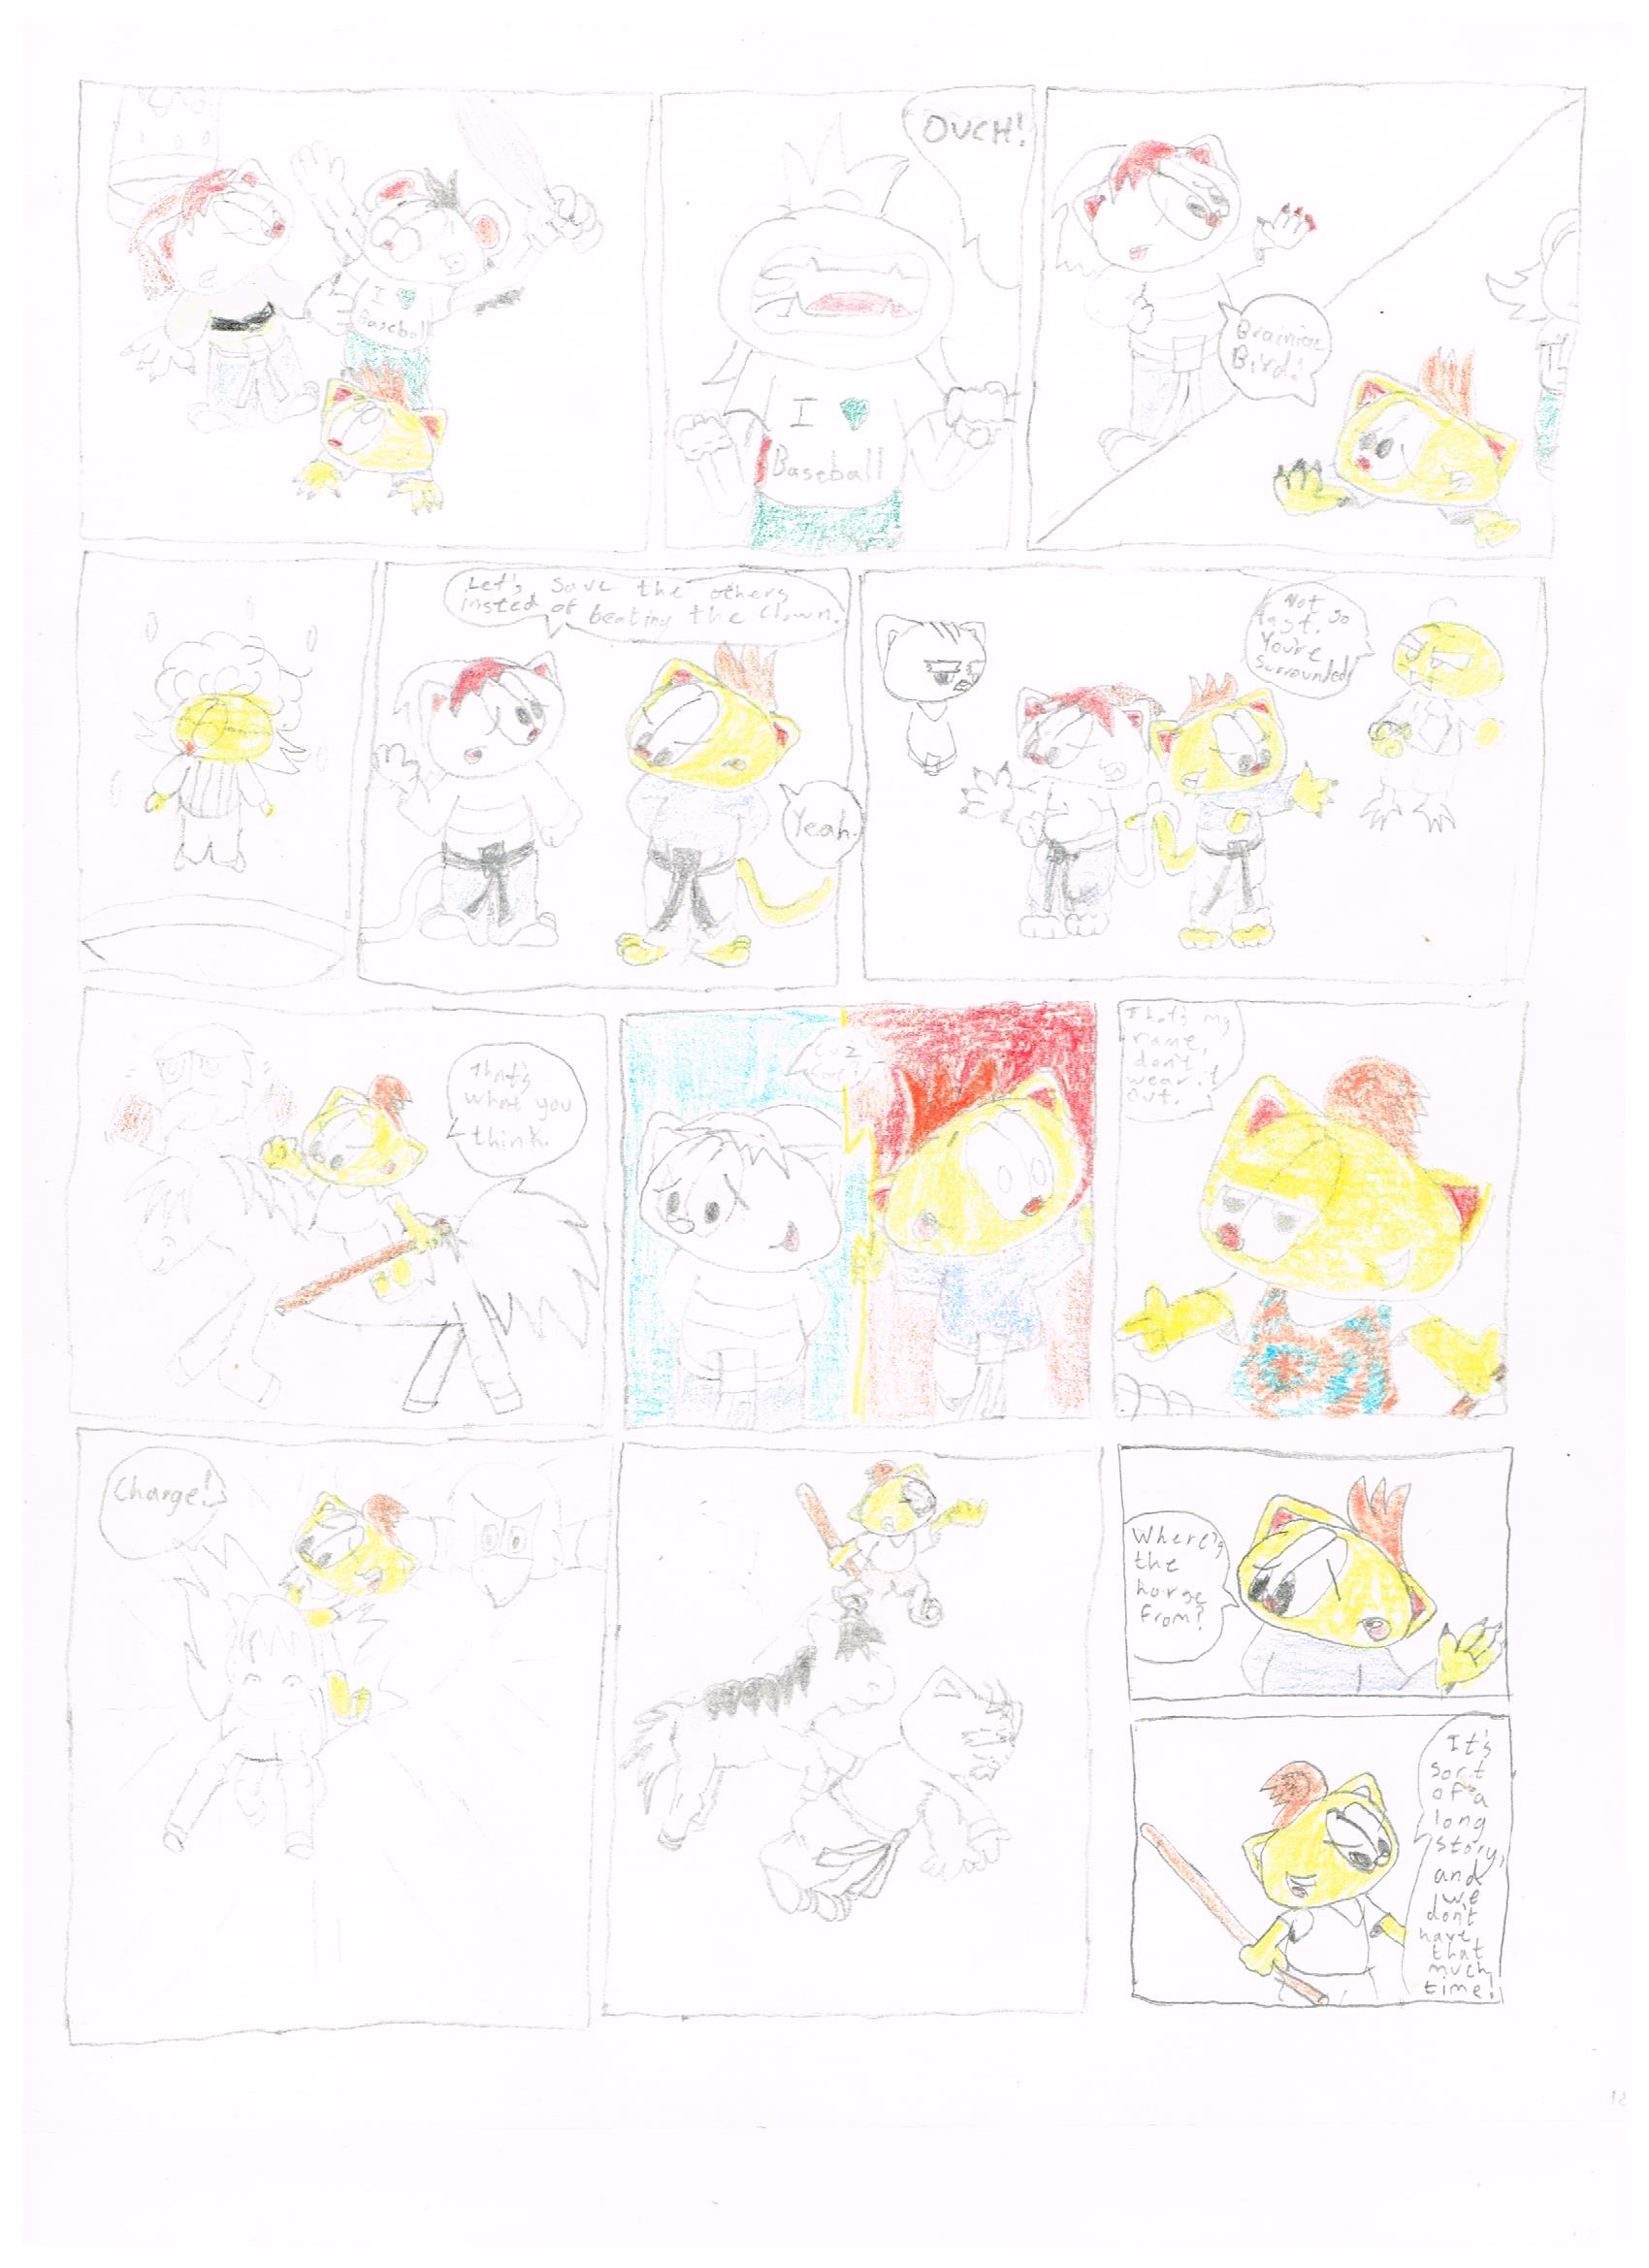 I ♥
Baseball
OUCH!
I ♥
Baseball
Brainiac
Bird!
Let's save the others
insted of beating the clown.
Yeah.
Not so
fast.
You're
surrounded!
That's
what you
think.
That's my
name,
don't
wear it
out.
Charge!
Where's
the
horse
from?
It's
sort
of a
long
story,
and
we
don't
have
that
much
time!